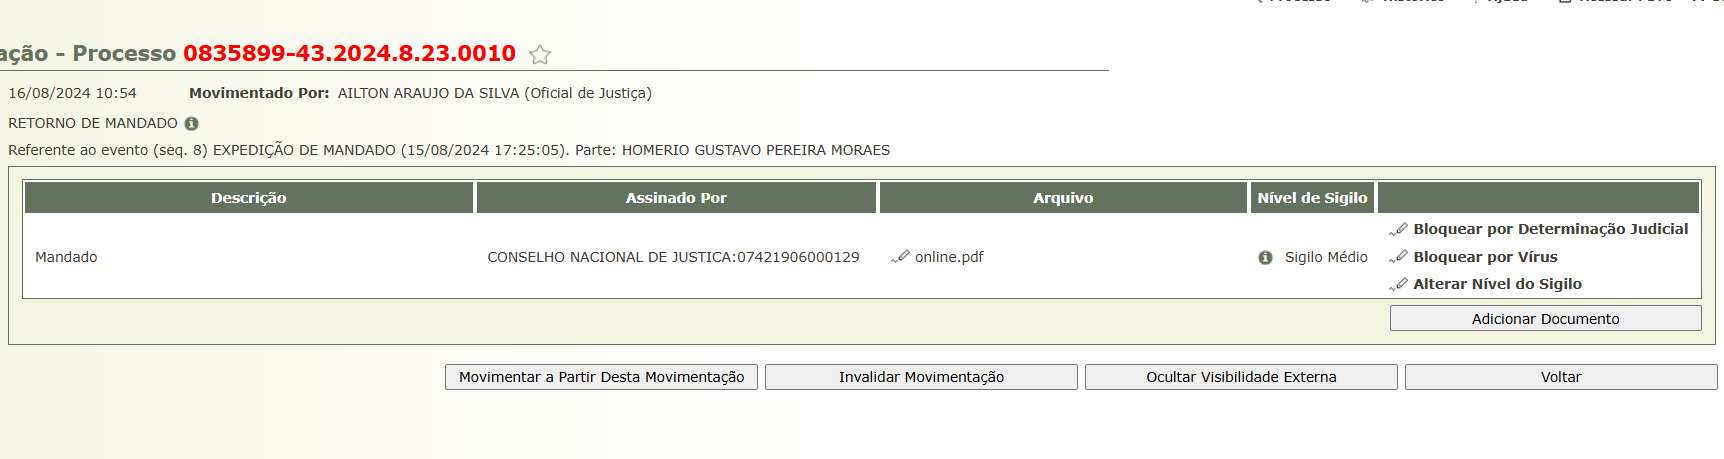 ação - Processo 0835899-43.2024.8.23.0010
16/08/2024 10:54 Movimentado Por: AILTON ARAUJO DA SILVA (Oficial de Justiça)
RETORNO DE MANDADO
Referente ao evento (seq. 8) EXPEDIÇÃO DE MANDADO (15/08/2024 17:25:05). Parte: HOMERIO GUSTAVO PEREIRA MORAES
Descrição Assinado Por Arquivo Nível de Sigilo
Bloquear por Determinação Judicial
Mandado CONSELHO NACIONAL DE JUSTICA:07421906000129 online.pdf Sigilo Médio Bloquear por Vírus
Alterar Nível do Sigilo
Adicionar Documento
Movimentar a Partir Desta Movimentação Invalidar Movimentação Ocultar Visibilidade Externa Voltar